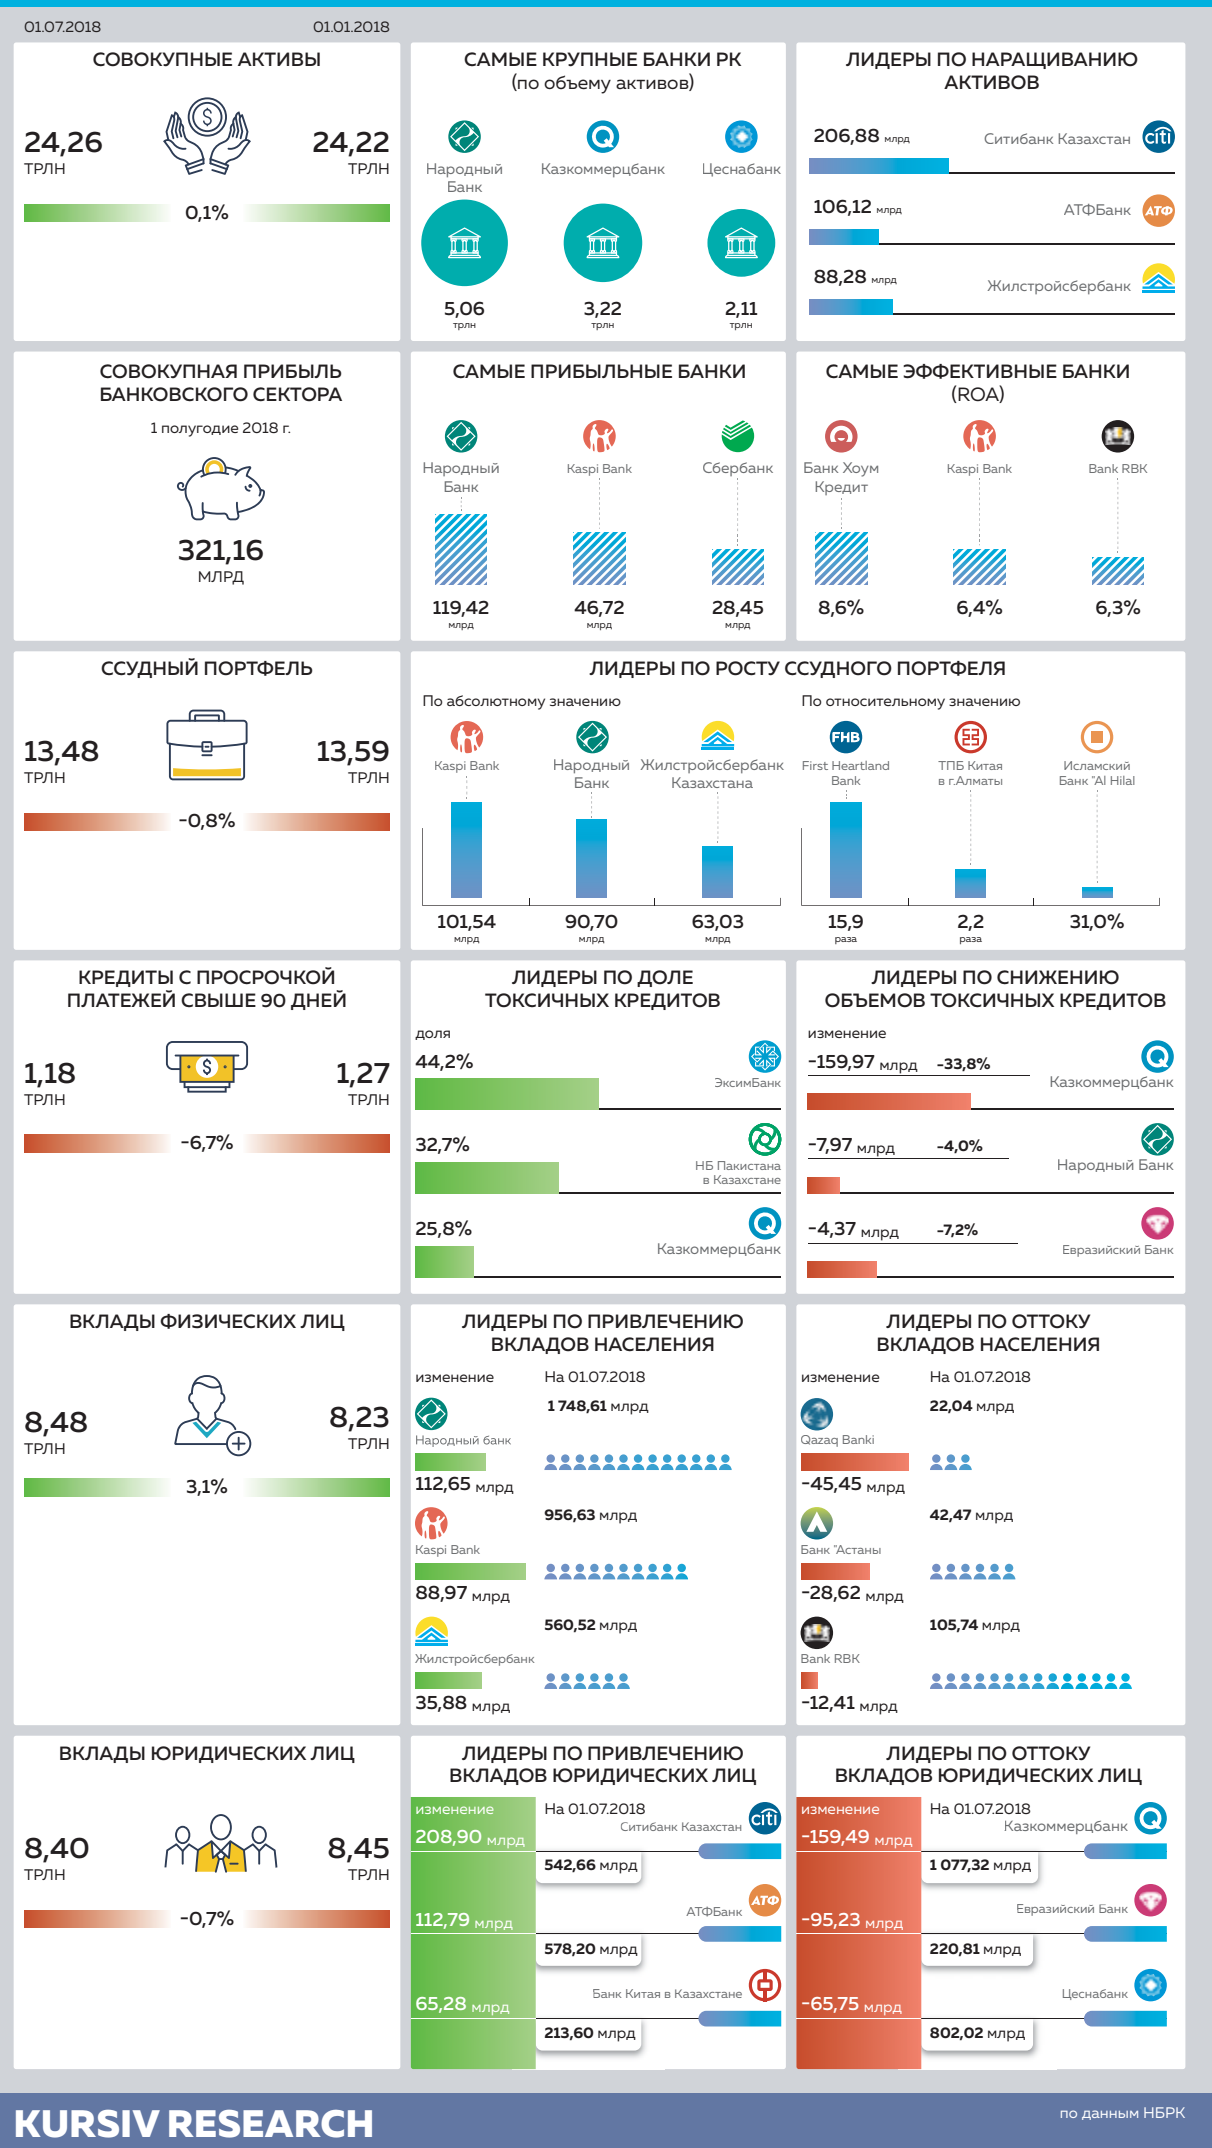 01.07.2018
01.01.2018
СОВОКУПНЫЕ АКТИВЫ
24,26
ТРЛН
24,22
ТРЛН
0,1%
САМЫЕ КРУПНЫЕ БАНКИ РК
(по объему активов)
Народный
Банк
Казкоммерцбанк
Цеснабанк
5,06
трлн
3,22
трлн
2,11
трлн
ЛИДЕРЫ ПО НАРАЩИВАНИЮ
АКТИВОВ
206,88 млрд
Ситибанк Казахстан
citi
106,12 млрд
АТФБанк
АТФ
88,28 млрд
Жилстройсбербанк
СОВОКУПНАЯ ПРИБЫЛЬ
БАНКОВСКОГО СЕКТОРА
1 полугодие 2018 г.
321,16
МЛРД
САМЫЕ ПРИБЫЛЬНЫЕ БАНКИ
Народный
Банк
Kaspi Bank
Сбербанк
119,42
млрд
46,72
млрд
28,45
млрд
САМЫЕ ЭФФЕКТИВНЫЕ БАНКИ
(ROA)
Банк Хоум
Кредит
Kaspi Bank
Bank RBK
8,6%
6,4%
6,3%
ССУДНЫЙ ПОРТФЕЛЬ
13,48
ТРЛН
13,59
ТРЛН
-0,8%
ЛИДЕРЫ ПО РОСТУ ССУДНОГО ПОРТФЕЛЯ
По абсолютному значению
Kaspi Bank
Народный
Банк
Жилстройсбербанк
Казахстана
101,54
млрд
90,70
млрд
63,03
млрд
По относительному значению
FHB
First Heartland
Bank
ТПБ Китая
в г.Алматы
Исламский
Банк "Al Hilal
15,9
раза
2,2
раза
31,0%
КРЕДИТЫ С ПРОСРОЧКОЙ
ПЛАТЕЖЕЙ СВЫШЕ 90 ДНЕЙ
1,18
ТРЛН
1,27
ТРЛН
-6,7%
ЛИДЕРЫ ПО ДОЛЕ
ТОКСИЧНЫХ КРЕДИТОВ
доля
44,2%
ЭксимБанк
32,7%
НБ Пакистана
в Казахстане
25,8%
Казкоммерцбанк
ЛИДЕРЫ ПО СНИЖЕНИЮ
ОБЪЕМОВ ТОКСИЧНЫХ КРЕДИТОВ
изменение
-159,97 млрд -33,8%
Казкоммерцбанк
-7,97 млрд -4,0%
Народный Банк
-4,37 млрд -7,2%
Евразийский Банк
ВКЛАДЫ ФИЗИЧЕСКИХ ЛИЦ
8,48
ТРЛН
8,23
ТРЛН
3,1%
ЛИДЕРЫ ПО ПРИВЛЕЧЕНИЮ
ВКЛАДОВ НАСЕЛЕНИЯ
изменение
На 01.07.2018
1 748,61 млрд
Народный банк
112,65 млрд
956,63 млрд
Kaspi Bank
88,97 млрд
560,52 млрд
Жилстройсбербанк
35,88 млрд
ЛИДЕРЫ ПО ОТТОКУ
ВКЛАДОВ НАСЕЛЕНИЯ
изменение
На 01.07.2018
22,04 млрд
Qazaq Banki
-45,45 млрд
42,47 млрд
Банк "Астаны
-28,62 млрд
105,74 млрд
Bank RBK
-12,41 млрд
ВКЛАДЫ ЮРИДИЧЕСКИХ ЛИЦ
8,40
ТРЛН
8,45
ТРЛН
-0,7%
ЛИДЕРЫ ПО ПРИВЛЕЧЕНИЮ
ВКЛАДОВ ЮРИДИЧЕСКИХ ЛИЦ
изменение
На 01.07.2018
208,90 млрд
Ситибанк Казахстан
citi
542,66 млрд
112,79 млрд
АТФБанк
АТФ
578,20 млрд
65,28 млрд
Банк Китая в Казахстане
213,60 млрд
ЛИДЕРЫ ПО ОТТОКУ
ВКЛАДОВ ЮРИДИЧЕСКИХ ЛИЦ
изменение
На 01.07.2018
-159,49 млрд
Казкоммерцбанк
1 077,32 млрд
-95,23 млрд
Евразийский Банк
220,81 млрд
-65,75 млрд
Цеснабанк
802,02 млрд
KURSIV RESEARCH
по данным НБРК